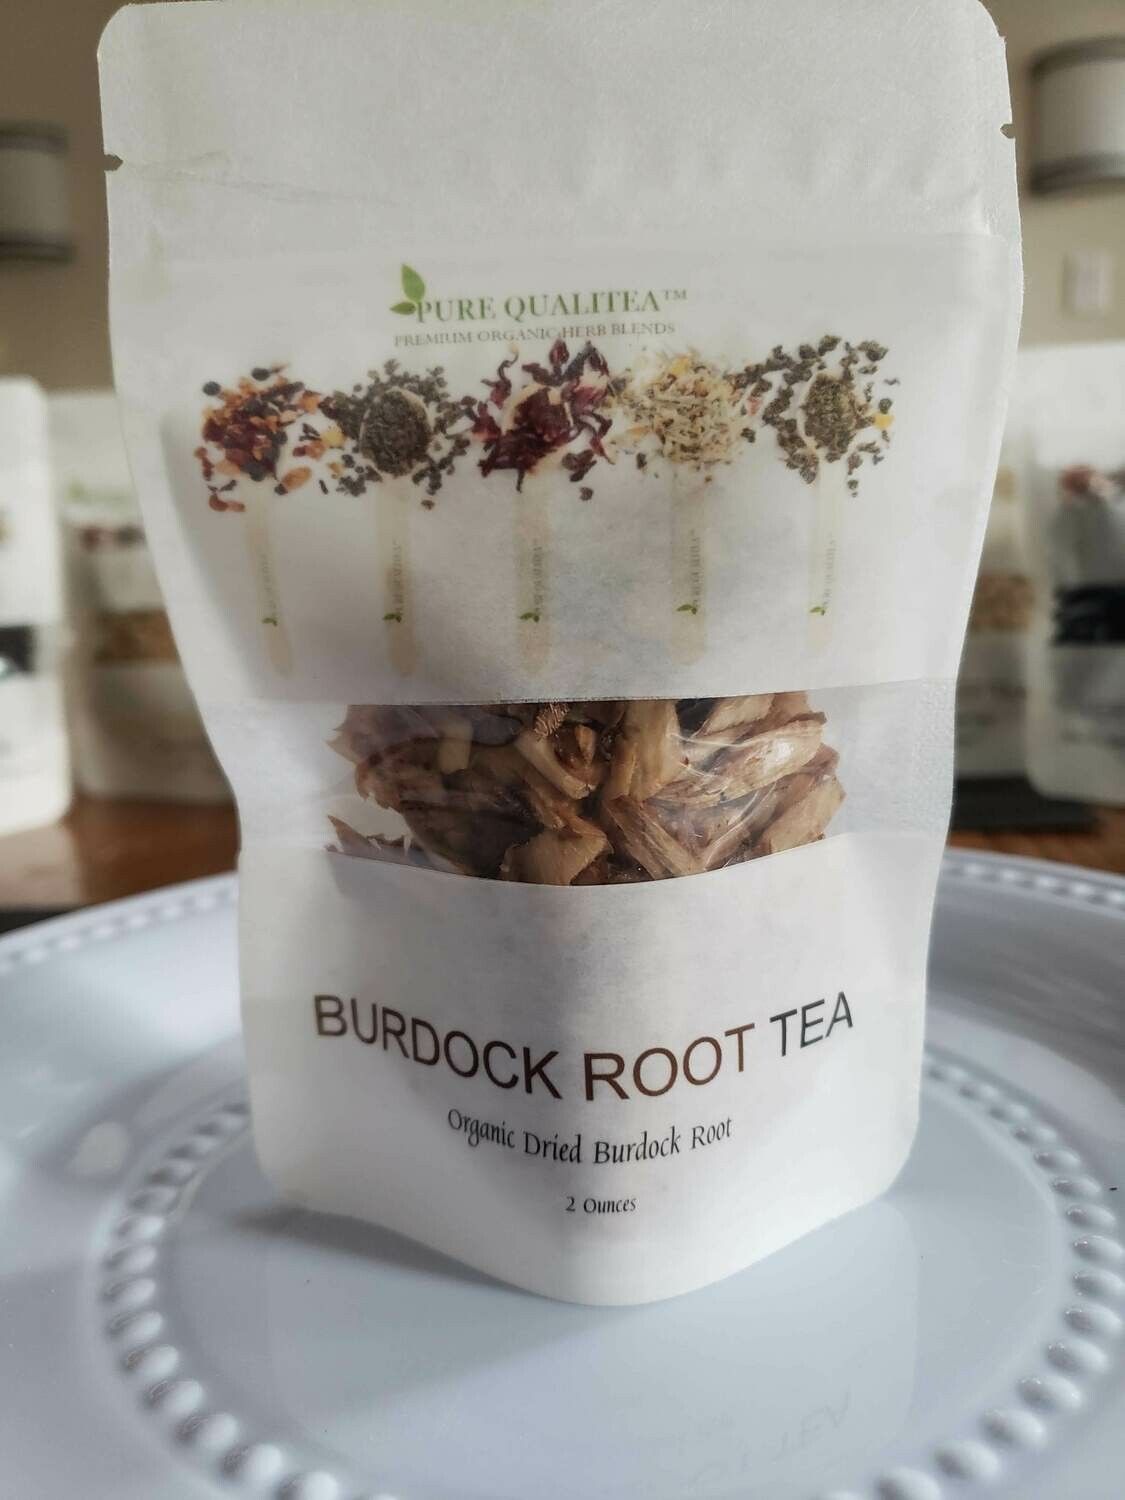 PURE QUALITEA™
PREMIUM ORGANIC HERB BLENDS
BURDOCK ROOT TEA
Organic Dried Burdock Root
2 Ounces